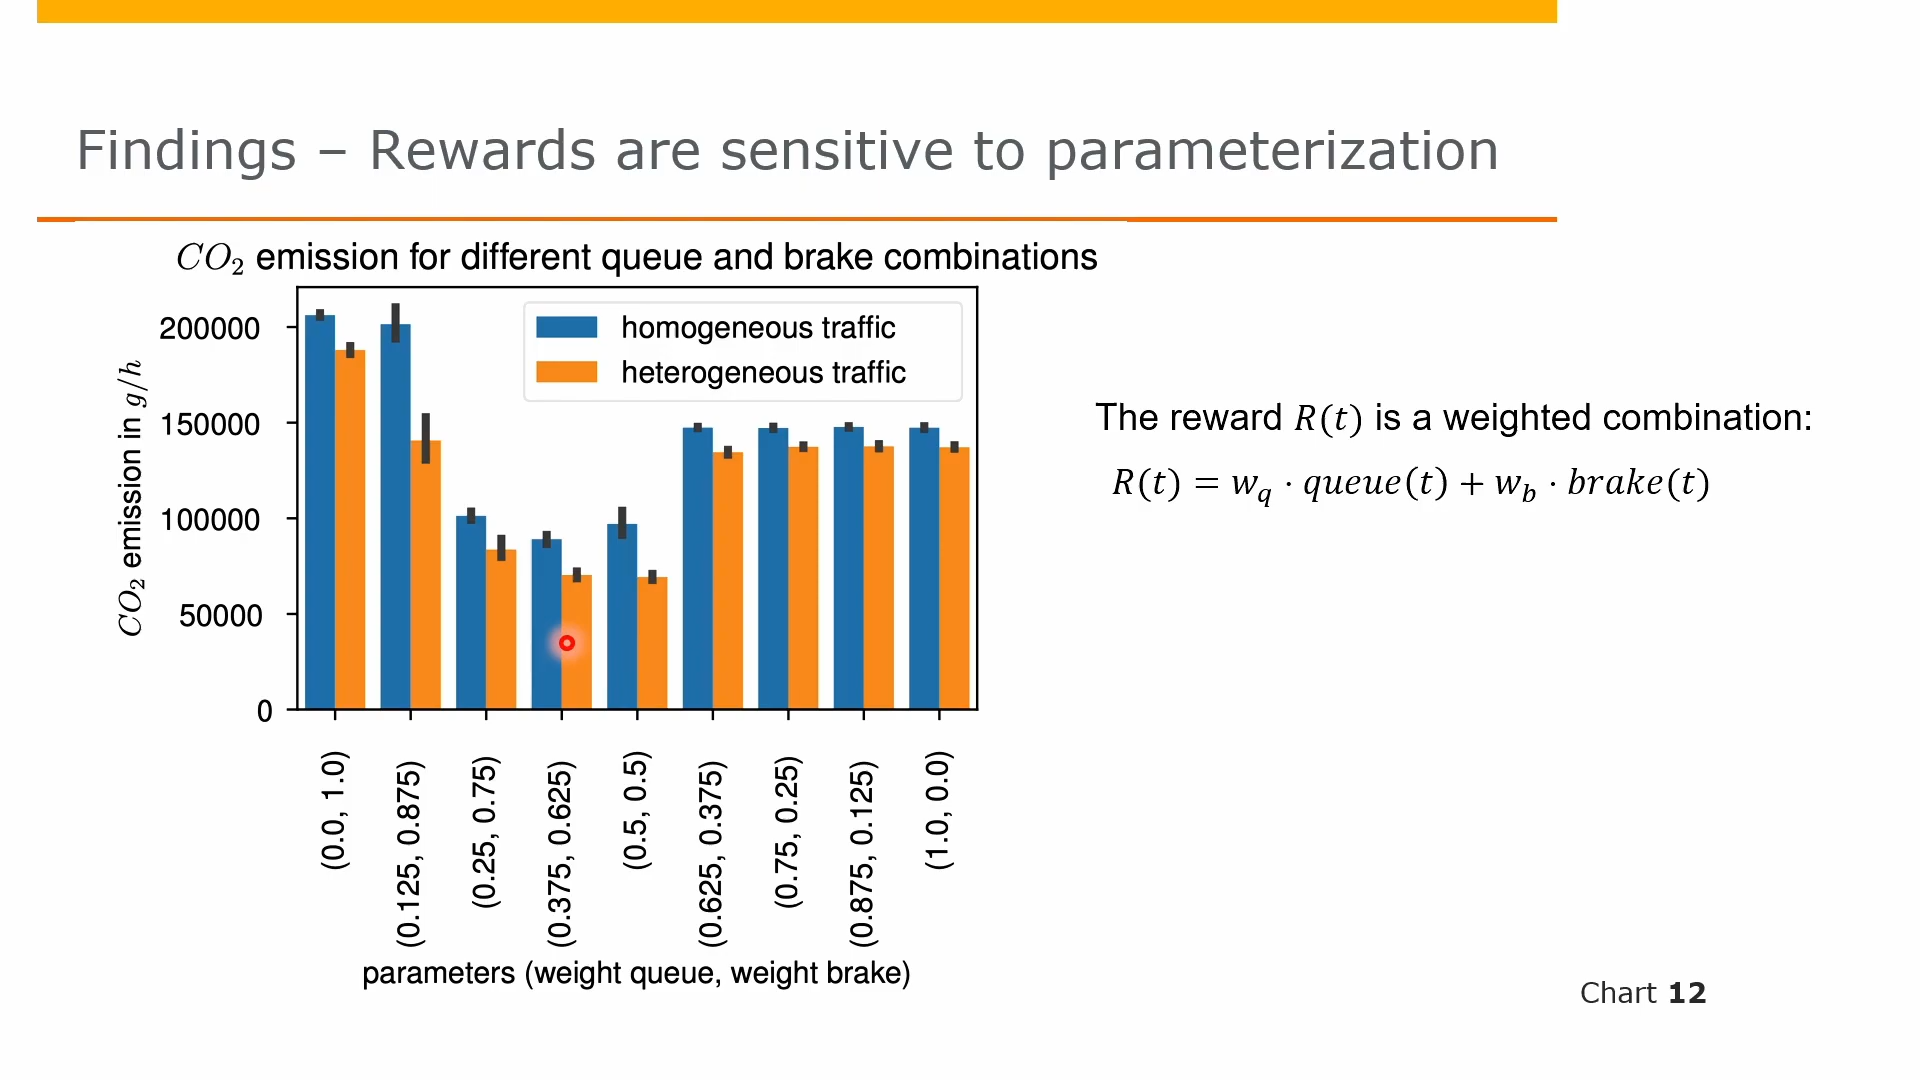 Findings – Rewards are sensitive to parameterization
CO₂ emission for different queue and brake combinations
200000
150000
100000
50000
0
CO₂ emission in g/h
homogeneous traffic
heterogeneous traffic
(0.0, 1.0)
(0.125, 0.875)
(0.25, 0.75)
(0.375, 0.625)
(0.5, 0.5)
(0.625, 0.375)
(0.75, 0.25)
(0.875, 0.125)
(1.0, 0.0)
parameters (weight queue, weight brake)
The reward R(t) is a weighted combination:
R(t) = w_q · queue(t) + w_b · brake(t)
Chart 12